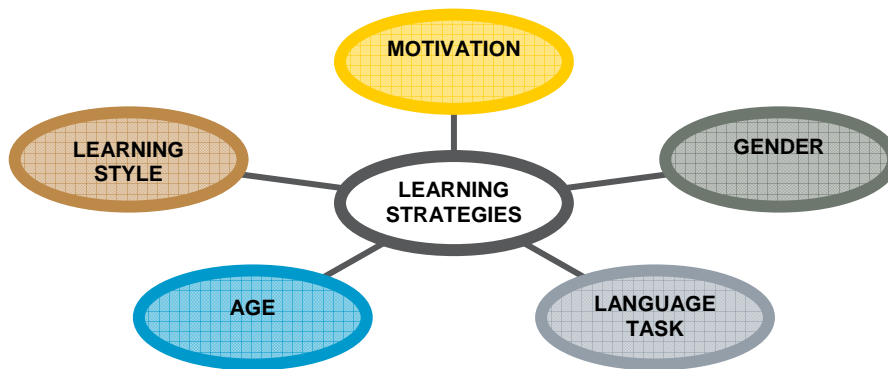 MOTIVATION
LEARNING
STYLE
GENDER
LEARNING
STRATEGIES
AGE
LANGUAGE
TASK